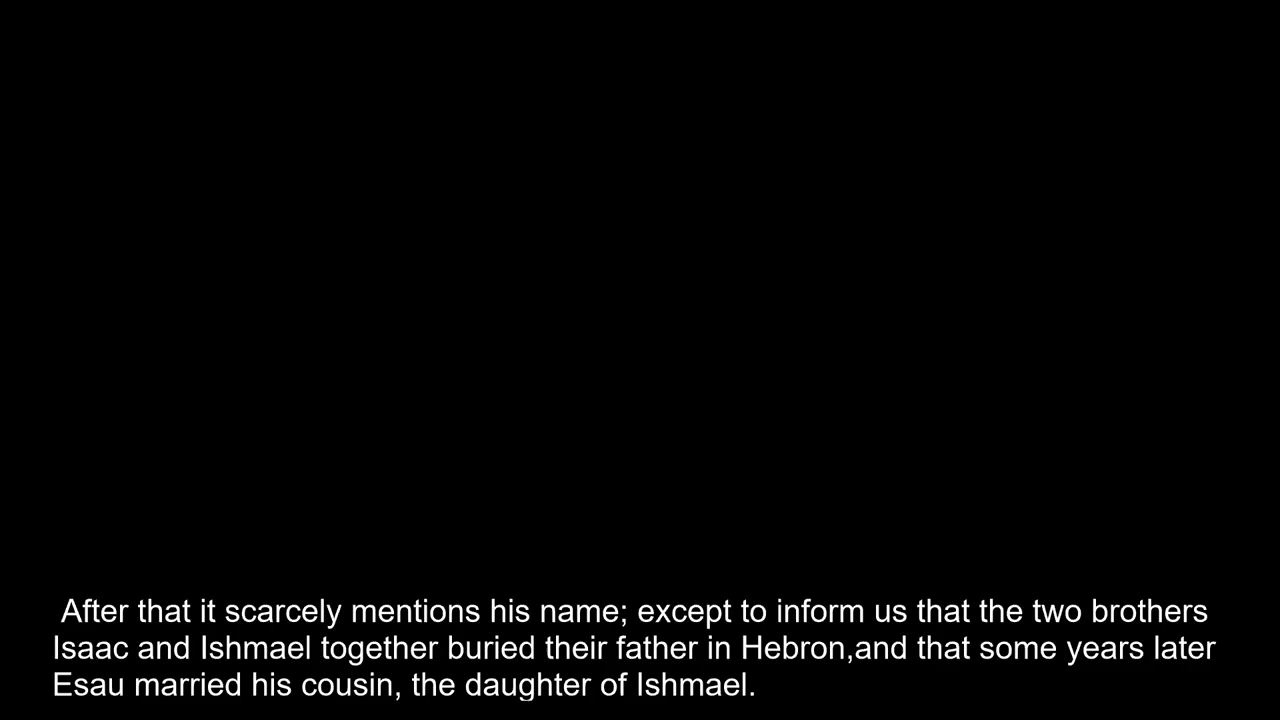 After that it scarcely mentions his name; except to inform us that the two brothers
Isaac and Ishmael together buried their father in Hebron,and that some years later
Esau married his cousin, the daughter of Ishmael.